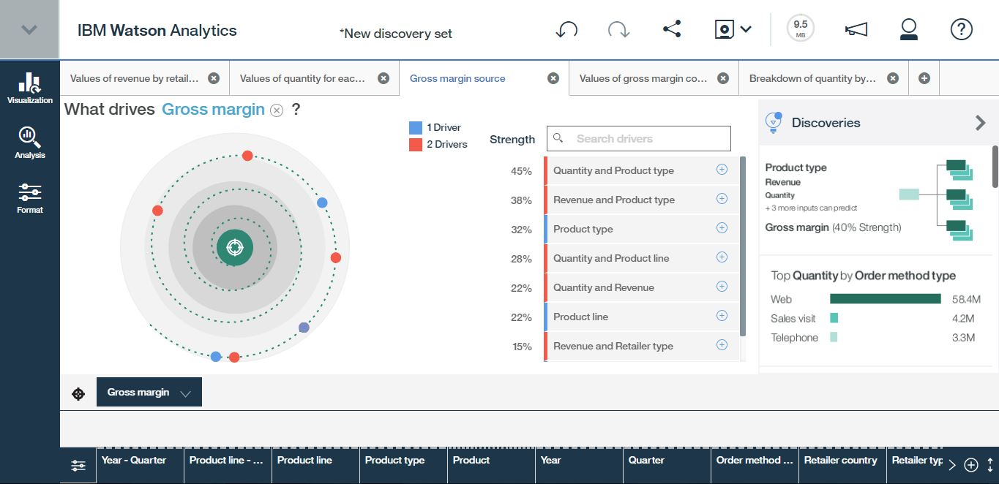 IBM Watson Analytics
*New discovery set
9.5
MB
?
Visualization
Analysis
Format
Values of revenue by retail...
Values of quantity for eac...
Gross margin source
Values of gross margin co...
Breakdown of quantity by...
What drives Gross margin ?
1 Driver
2 Drivers
Strength
Search drivers
45% Quantity and Product type
38% Revenue and Product type
32% Product type
28% Quantity and Product line
22% Quantity and Revenue
22% Product line
15% Revenue and Retailer type
Discoveries
Product type
Revenue
Quantity
+ 3 more inputs can predict
Gross margin (40% Strength)
Top Quantity by Order method type
Web 58.4M
Sales visit 4.2M
Telephone 3.3M
Gross margin
Year - Quarter
Product line - ...
Product line
Product type
Product
Year
Quarter
Order method ...
Retailer country
Retailer typ